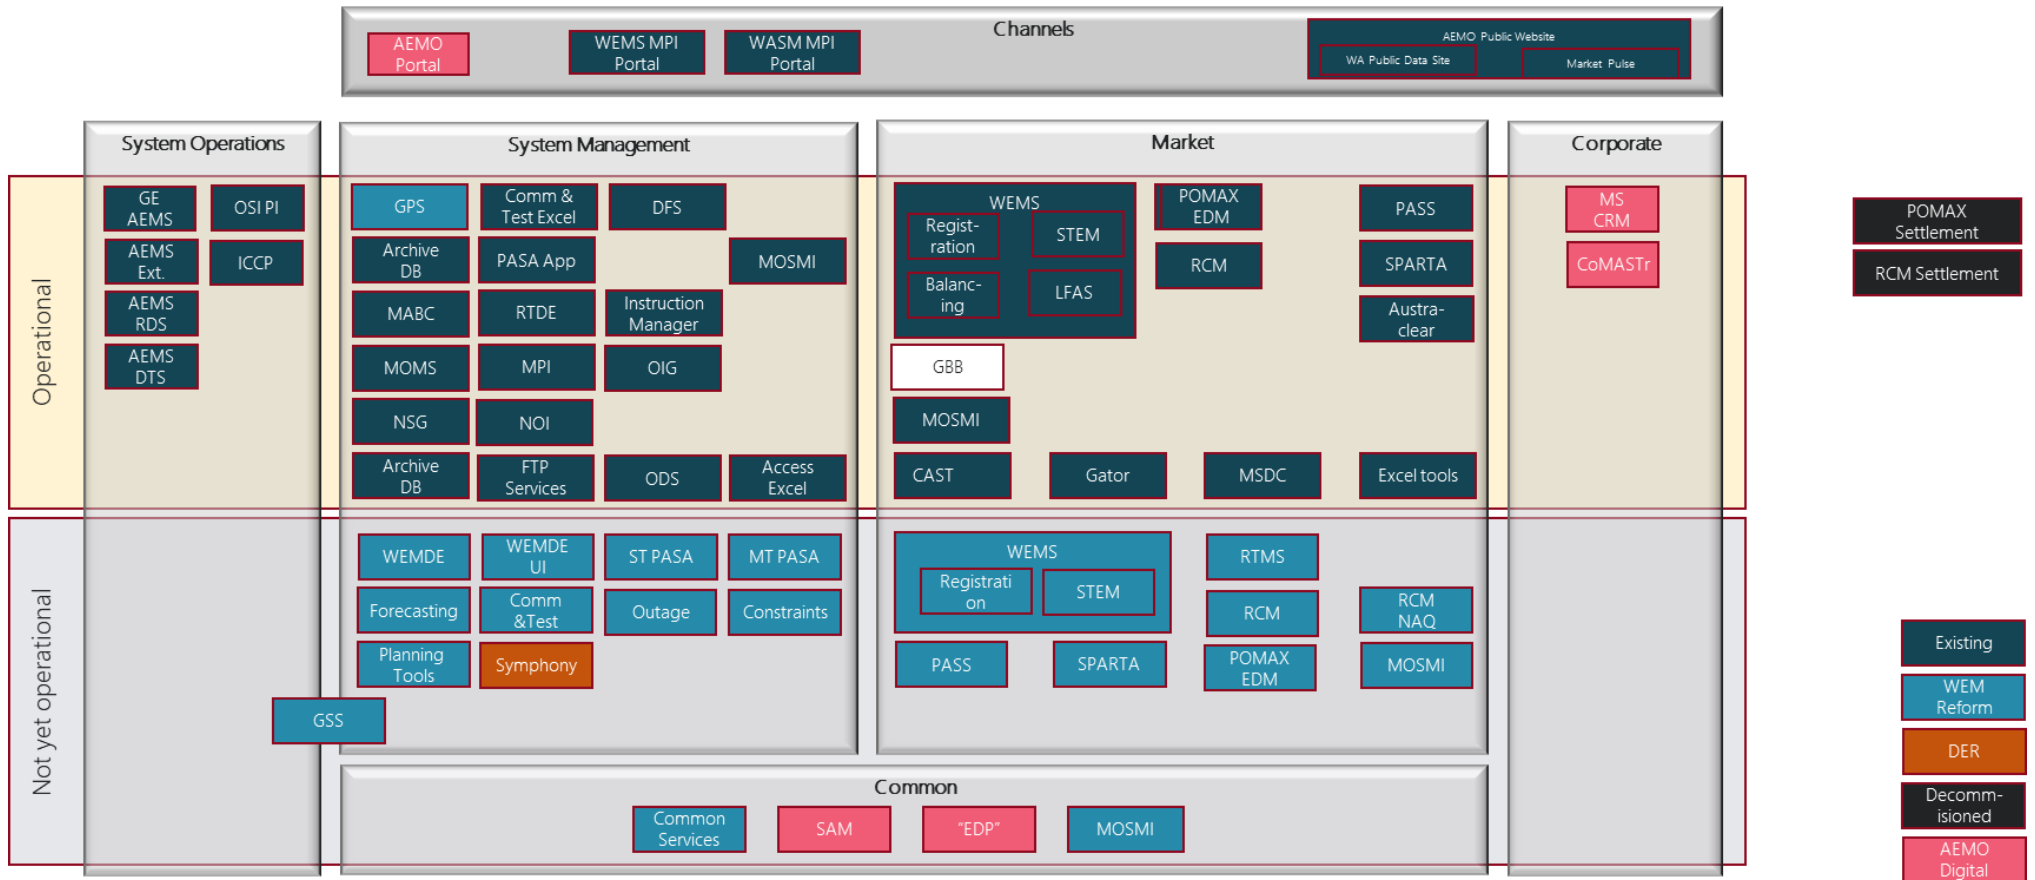 Channels
AEMO
Portal
WEMS MPI
Portal
WASM MPI
Portal
AEMO Public Website
WA Public Data Site
Market Pulse
System Operations
System Management
Market
Corporate
Operational
GE
AEMS
OSI PI
AEMS
Ext.
ICCP
AEMS
RDS
AEMS
DTS
GPS
Comm &
Test Excel
DFS
Archive
DB
PASA App
MOSMI
MABC
RTDE
Instruction
Manager
MOMS
MPI
OIG
NSG
NOI
Archive
DB
FTP
Services
ODS
Access
Excel
WEMS
Regist-
ration
STEM
Balanc-
ing
LFAS
POMAX
EDM
PASS
RCM
SPARTA
Austra-
clear
GBB
MOSMI
CAST
Gator
MSDC
Excel tools
MS
CRM
CoMASTr
POMAX
Settlement
RCM Settlement
Not yet operational
WEMDE
WEMDE
UI
ST PASA
MT PASA
Forecasting
Comm
&Test
Outage
Constraints
Planning
Tools
Symphony
GSS
WEMS
Registrati
on
STEM
RTMS
RCM
RCM
NAQ
PASS
SPARTA
POMAX
EDM
MOSMI
Common
Common
Services
SAM
"EDP"
MOSMI
Existing
WEM
Reform
DER
Decomm-
isioned
AEMO
Digital